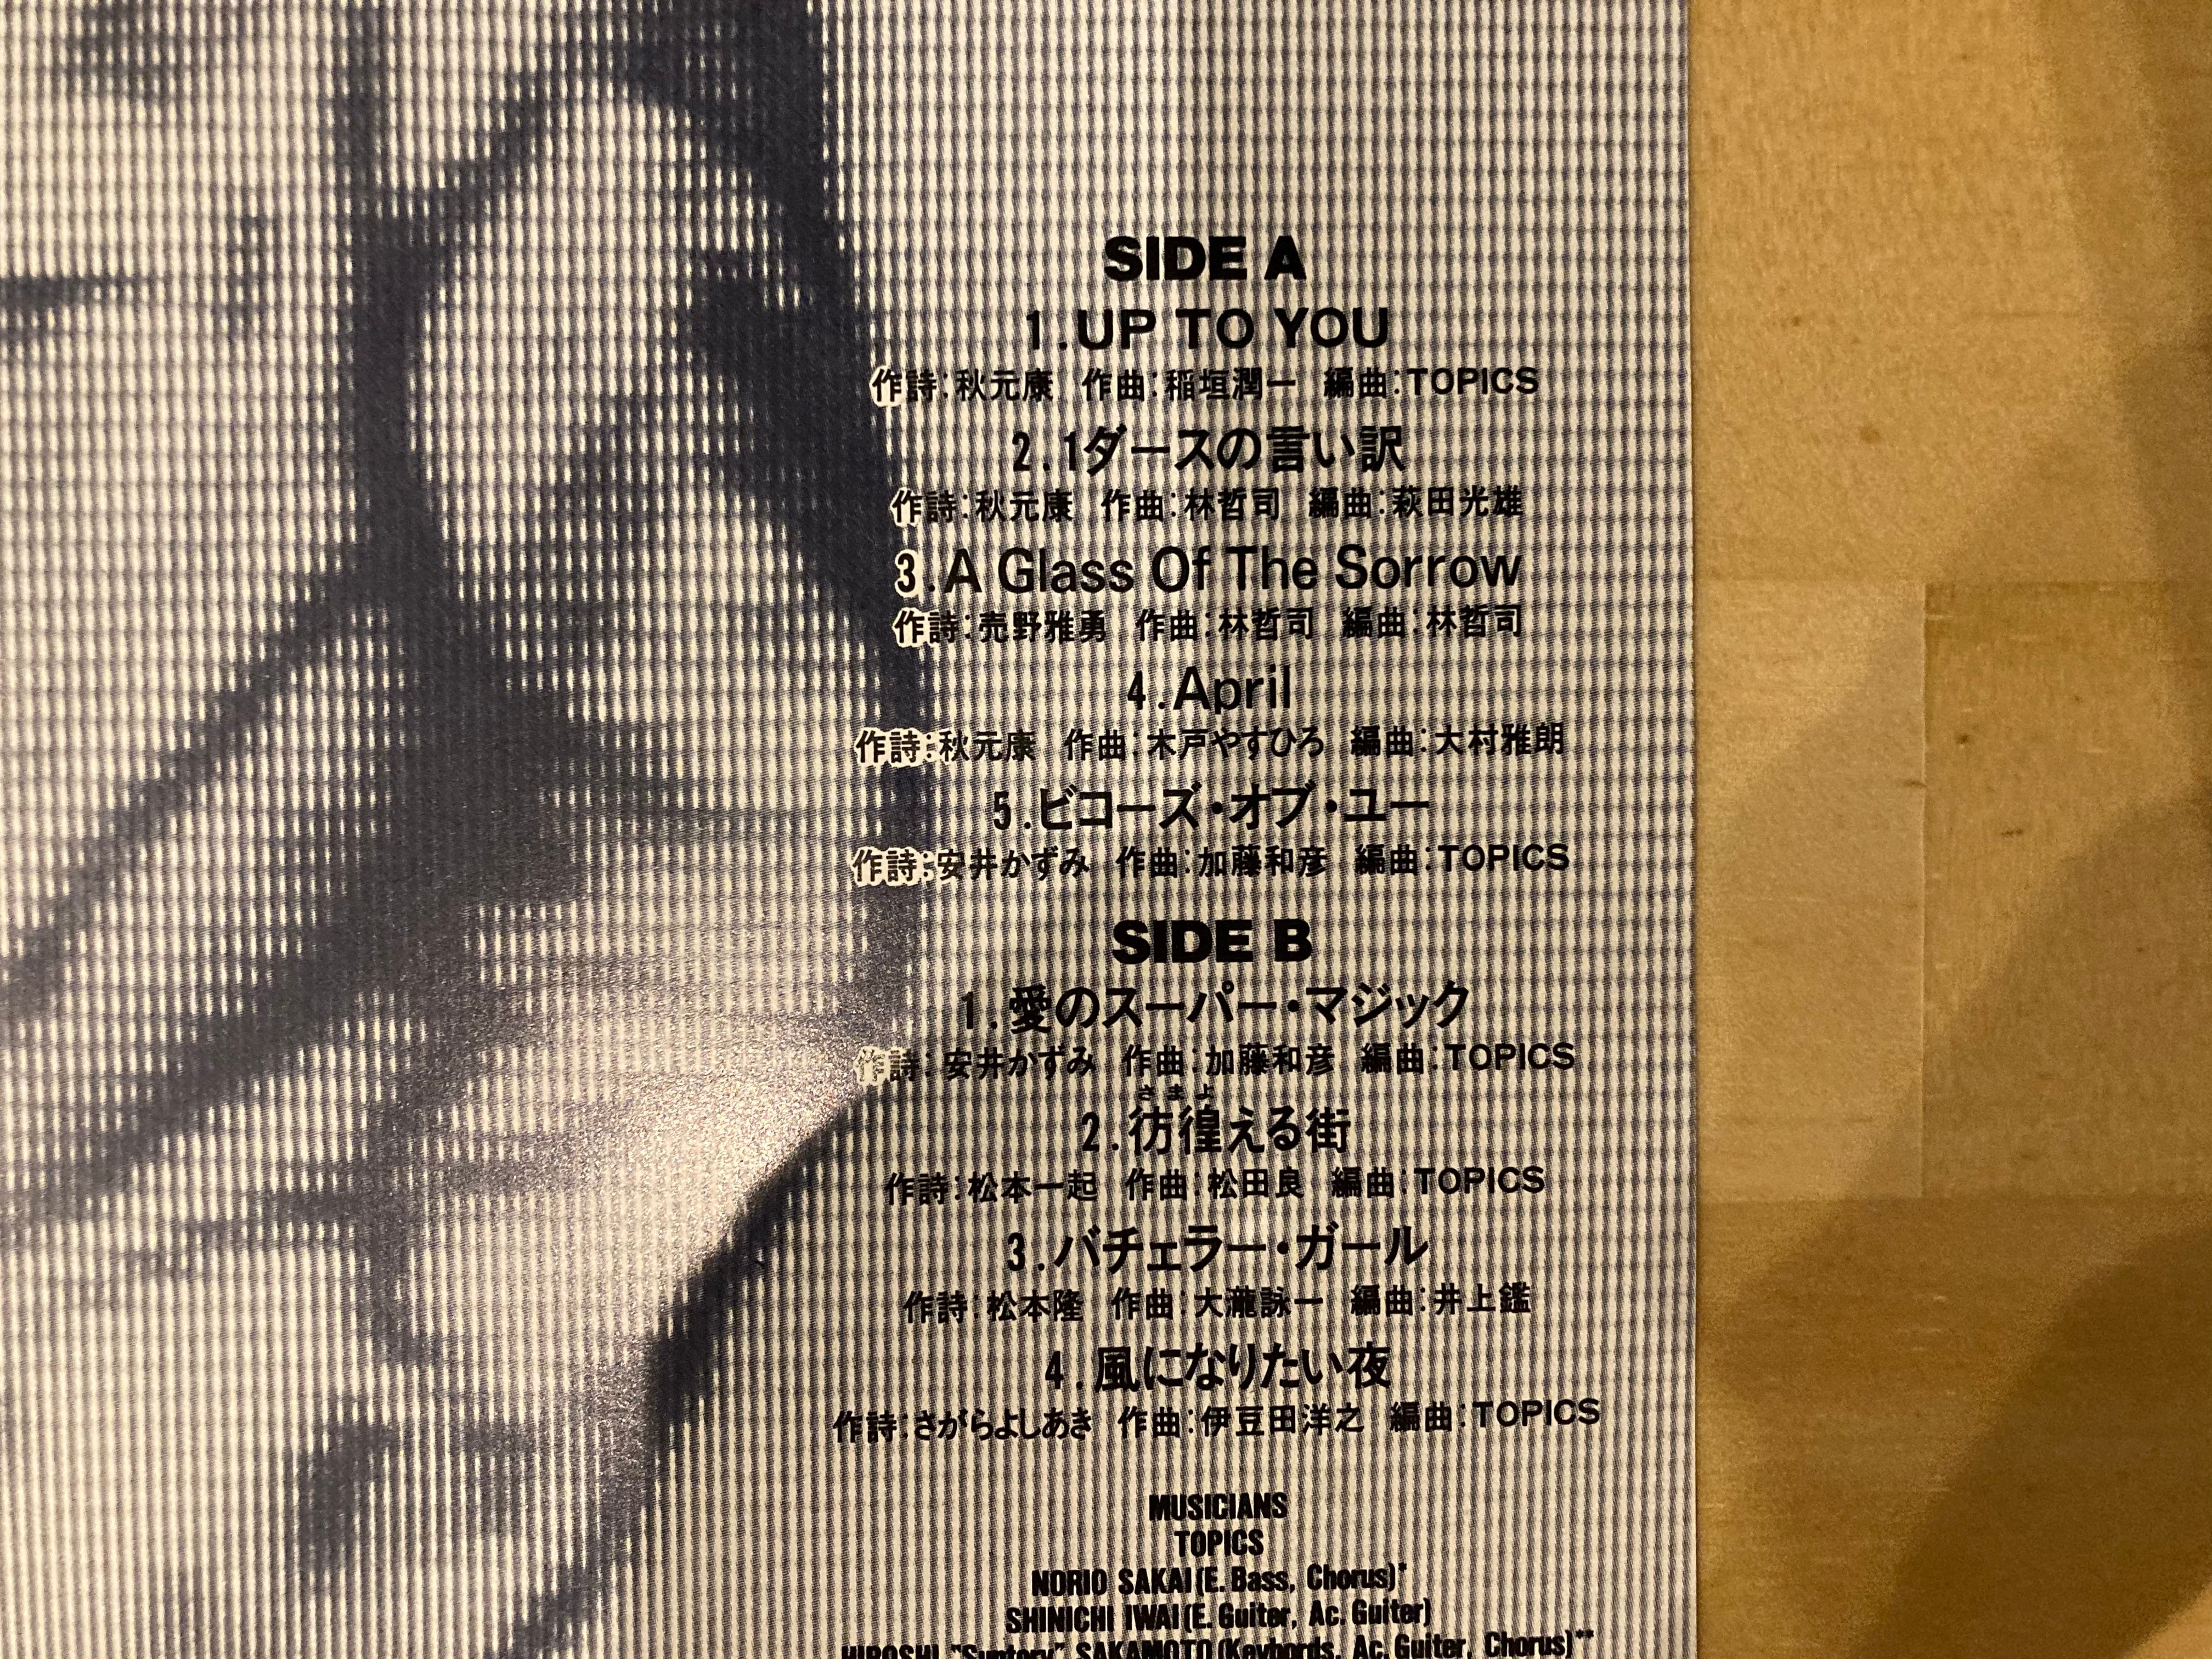 SIDE A
1.UP TO YOU
作詩:秋元康 作曲:稲垣潤一 編曲:TOPICS
2.1ダースの言い訳
作詩:秋元康 作曲:林哲司 編曲:萩田光雄
3.A Glass Of The Sorrow
作詩:売野雅勇 作曲:林哲司 編曲:林哲司
4.April
作詩:秋元康 作曲:木戸やすひろ 編曲:大村雅朗
5.ビコーズ・オブ・ユー
作詩:安井かずみ 作曲:加藤和彦 編曲:TOPICS
SIDE B
1.愛のスーパー・マジック
作詩:安井かずみ 作曲:加藤和彦 編曲:TOPICS
さまよ
2.彷徨える街
作詩:松本一起 作曲:松田良 編曲:TOPICS
3.バチェラー・ガール
作詩:松本隆 作曲:大瀧詠一 編曲:井上鑑
4.風になりたい夜
作詩:さがらよしあき 作曲:伊豆田洋之 編曲:TOPICS
MUSICIANS
TOPICS
NORIO SAKAI (E. Bass, Chorus)*
SHINICHI IWAI (E. Guiter, Ac. Guiter)
HIROSHI "Suntory" SAKAMOTO (Keybords, Ac. Guiter, Chorus)**